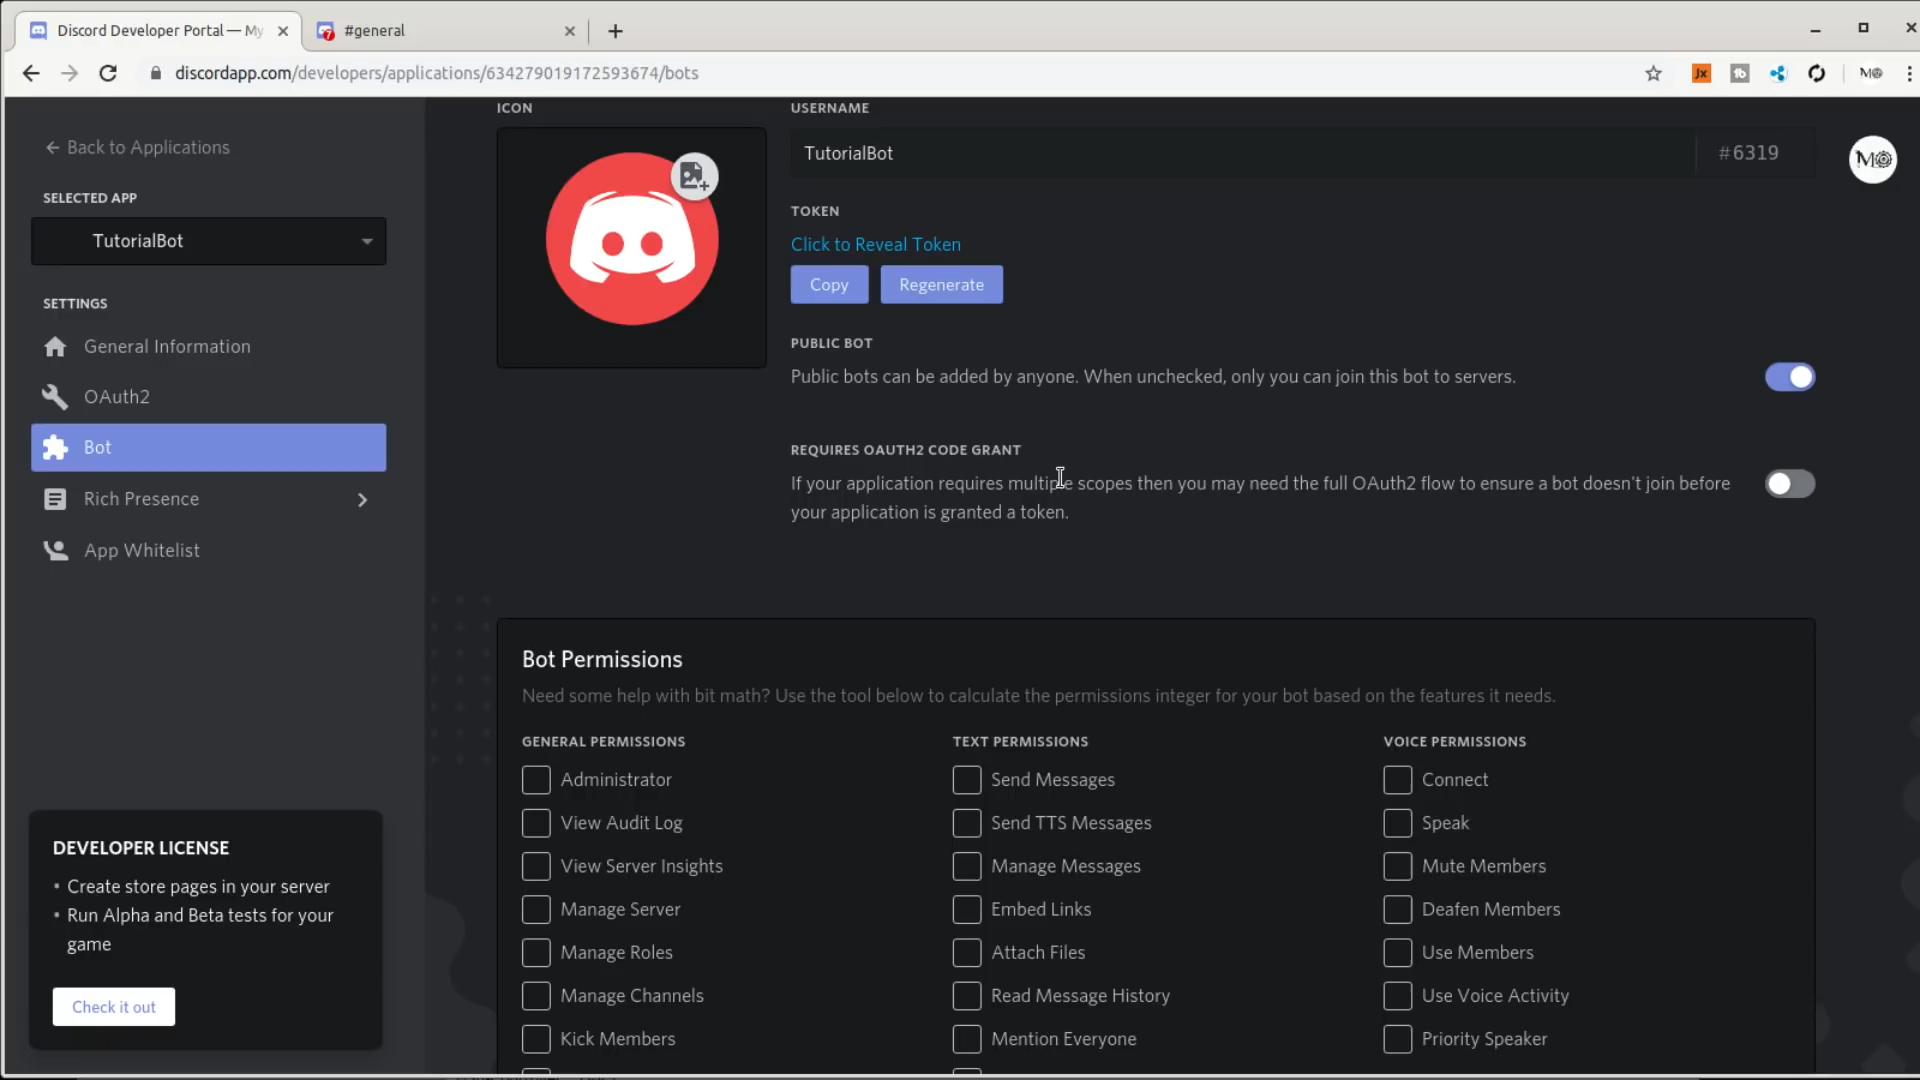 Discord Developer Portal — My
7
#general
discordapp.com/developers/applications/634279019172593674/bots
Jx
M
Back to Applications
SELECTED APP
TutorialBot
SETTINGS
General Information
OAuth2
Bot
Rich Presence
App Whitelist
DEVELOPER LICENSE
• Create store pages in your server
• Run Alpha and Beta tests for your
game
Check it out
ICON
USERNAME
TutorialBot
#6319
M
TOKEN
Click to Reveal Token
Copy
Regenerate
PUBLIC BOT
Public bots can be added by anyone. When unchecked, only you can join this bot to servers.
REQUIRES OAUTH2 CODE GRANT
If your application requires multiple scopes then you may need the full OAuth2 flow to ensure a bot doesn't join before
your application is granted a token.
Bot Permissions
Need some help with bit math? Use the tool below to calculate the permissions integer for your bot based on the features it needs.
GENERAL PERMISSIONS
Administrator
View Audit Log
View Server Insights
Manage Server
Manage Roles
Manage Channels
Kick Members
TEXT PERMISSIONS
Send Messages
Send TTS Messages
Manage Messages
Embed Links
Attach Files
Read Message History
Mention Everyone
VOICE PERMISSIONS
Connect
Speak
Mute Members
Deafen Members
Use Members
Use Voice Activity
Priority Speaker